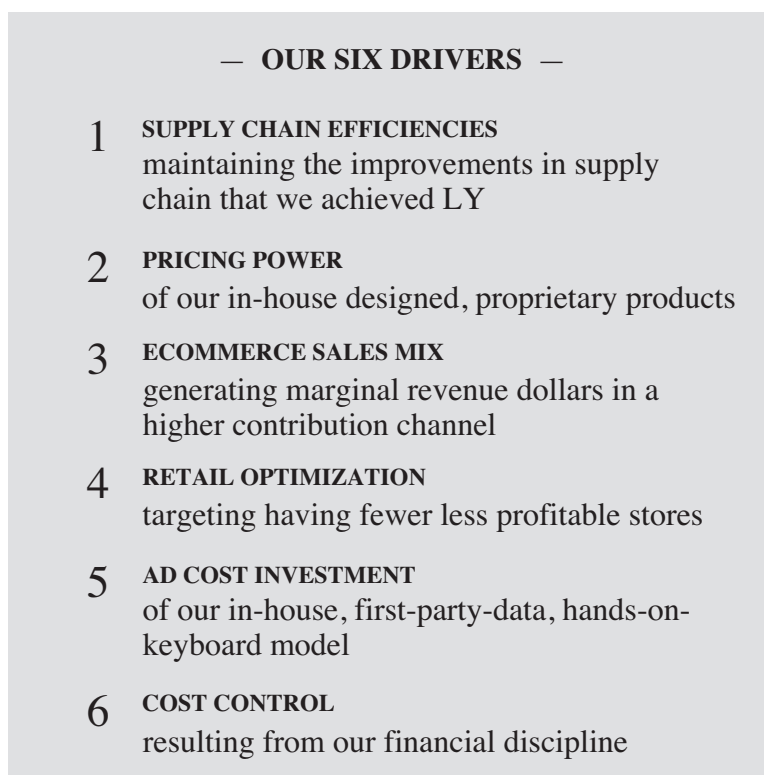 — OUR SIX DRIVERS —
1 SUPPLY CHAIN EFFICIENCIES
maintaining the improvements in supply
chain that we achieved LY
2 PRICING POWER
of our in-house designed, proprietary products
3 ECOMMERCE SALES MIX
generating marginal revenue dollars in a
higher contribution channel
4 RETAIL OPTIMIZATION
targeting having fewer less profitable stores
5 AD COST INVESTMENT
of our in-house, first-party-data, hands-on-
keyboard model
6 COST CONTROL
resulting from our financial discipline